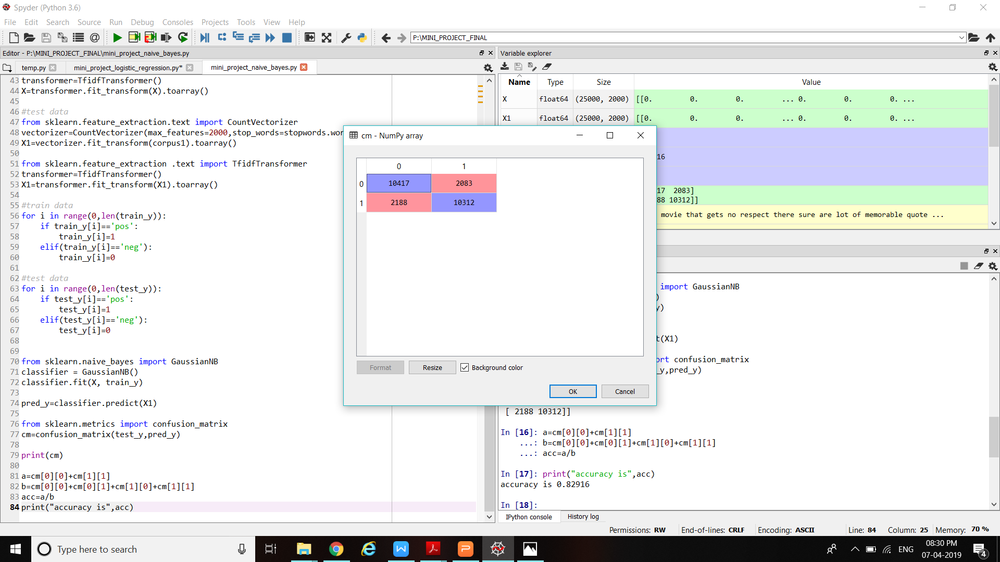 Spyder (Python 3.6)
File Edit Search Source Run Debug Consoles Projects Tools View Help
P:\MINI_PROJECT_FINAL
Editor - P:\MINI_PROJECT_FINAL\mini_project_naive_bayes.py
temp.py mini_project_logistic_regression.py* mini_project_naive_bayes.py
43 transformer=TfidfTransformer()
44 X=transformer.fit_transform(X).toarray()
45
46 #test data
47 from sklearn.feature_extraction.text import CountVectorizer
48 vectorizer=CountVectorizer(max_features=2000,stop_words=stopwords.wor
49 X1=vectorizer.fit_transform(corpus1).toarray()
50
51 from sklearn.feature_extraction .text import TfidfTransformer
52 transformer=TfidfTransformer()
53 X1=transformer.fit_transform(X1).toarray()
54
55 #train data
56 for i in range(0,len(train_y)):
57 if train_y[i]=='pos':
58 train_y[i]=1
59 elif(train_y[i]=='neg'):
60 train_y[i]=0
61
62 #test data
63 for i in range(0,len(test_y)):
64 if test_y[i]=='pos':
65 test_y[i]=1
66 elif(test_y[i]=='neg'):
67 test_y[i]=0
68
69
70 from sklearn.naive_bayes import GaussianNB
71 classifier = GaussianNB()
72 classifier.fit(X, train_y)
73
74 pred_y=classifier.predict(X1)
75
76 from sklearn.metrics import confusion_matrix
77 cm=confusion_matrix(test_y,pred_y)
78
79 print(cm)
80
81 a=cm[0][0]+cm[1][1]
82 b=cm[0][0]+cm[0][1]+cm[1][0]+cm[1][1]
83 acc=a/b
84 print("accuracy is",acc)
Variable explorer
Name Type Size Value
X float64 (25000, 2000) [[0. 0. 0. ... 0. 0. 0. ...
X1 float64 (25000, 2000) [[0. 0. 0. ... 0. 0. 0. ...
16
17 2083]
88 10312]]
movie that gets no respect there sure are lot of memorable quote ...
cm - NumPy array
0 1
0 10417 2083
1 2188 10312
Format Resize Background color
OK Cancel
import GaussianNB
)
y)
t(X1)
ort confusion_matrix
_y,pred_y)
[ 2188 10312]]
In [16]: a=cm[0][0]+cm[1][1]
...: b=cm[0][0]+cm[0][1]+cm[1][0]+cm[1][1]
...: acc=a/b
In [17]: print("accuracy is",acc)
accuracy is 0.82916
In [18]:
IPython console History log
Permissions: RW End-of-lines: CRLF Encoding: ASCII Line: 84 Column: 25 Memory: 70 %
Type here to search
ENG
08:30 PM
07-04-2019
4